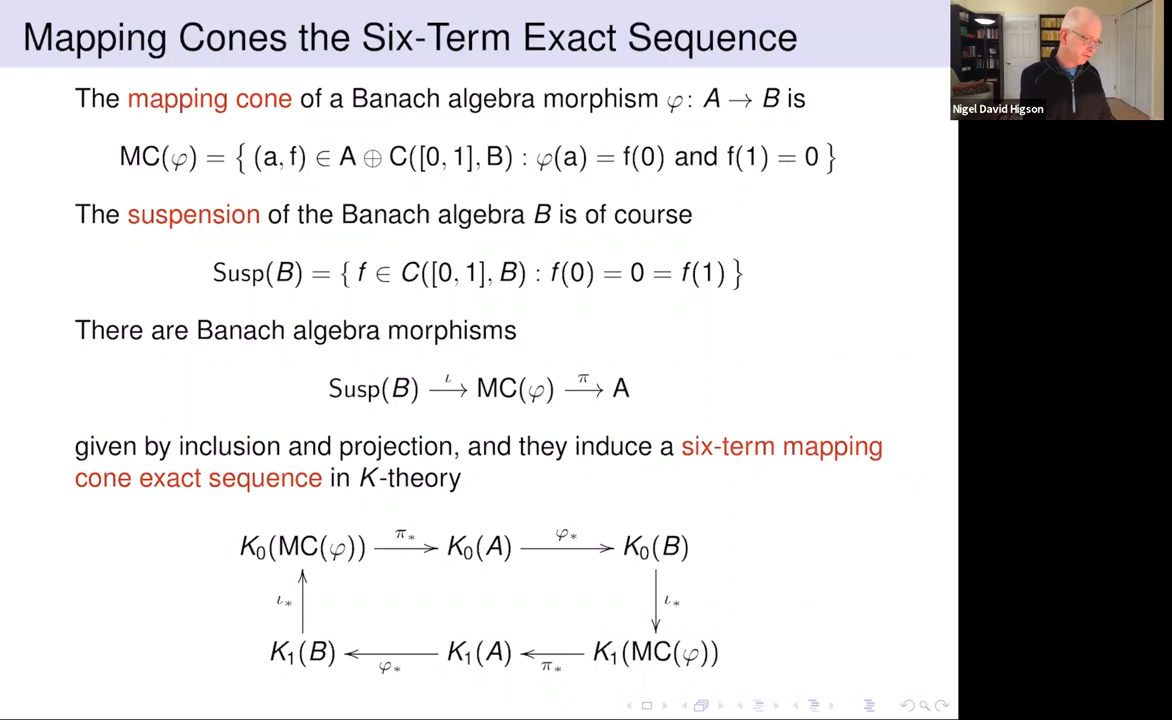 Mapping Cones the Six-Term Exact Sequence
Nigel David Higson
The mapping cone of a Banach algebra morphism φ: A → B is
MC(φ) = { (a, f) ∈ A ⊕ C([0, 1], B) : φ(a) = f(0) and f(1) = 0 }
The suspension of the Banach algebra B is of course
Susp(B) = { f ∈ C([0, 1], B) : f(0) = 0 = f(1) }
There are Banach algebra morphisms
Susp(B) —ι→ MC(φ) —π→ A
given by inclusion and projection, and they induce a six-term mapping
cone exact sequence in K-theory
K₀(MC(φ)) —π∗→ K₀(A) —φ∗→ K₀(B)
ι∗ ↑ ↓ ι∗
K₁(B) ←φ∗— K₁(A) ←π∗— K₁(MC(φ))